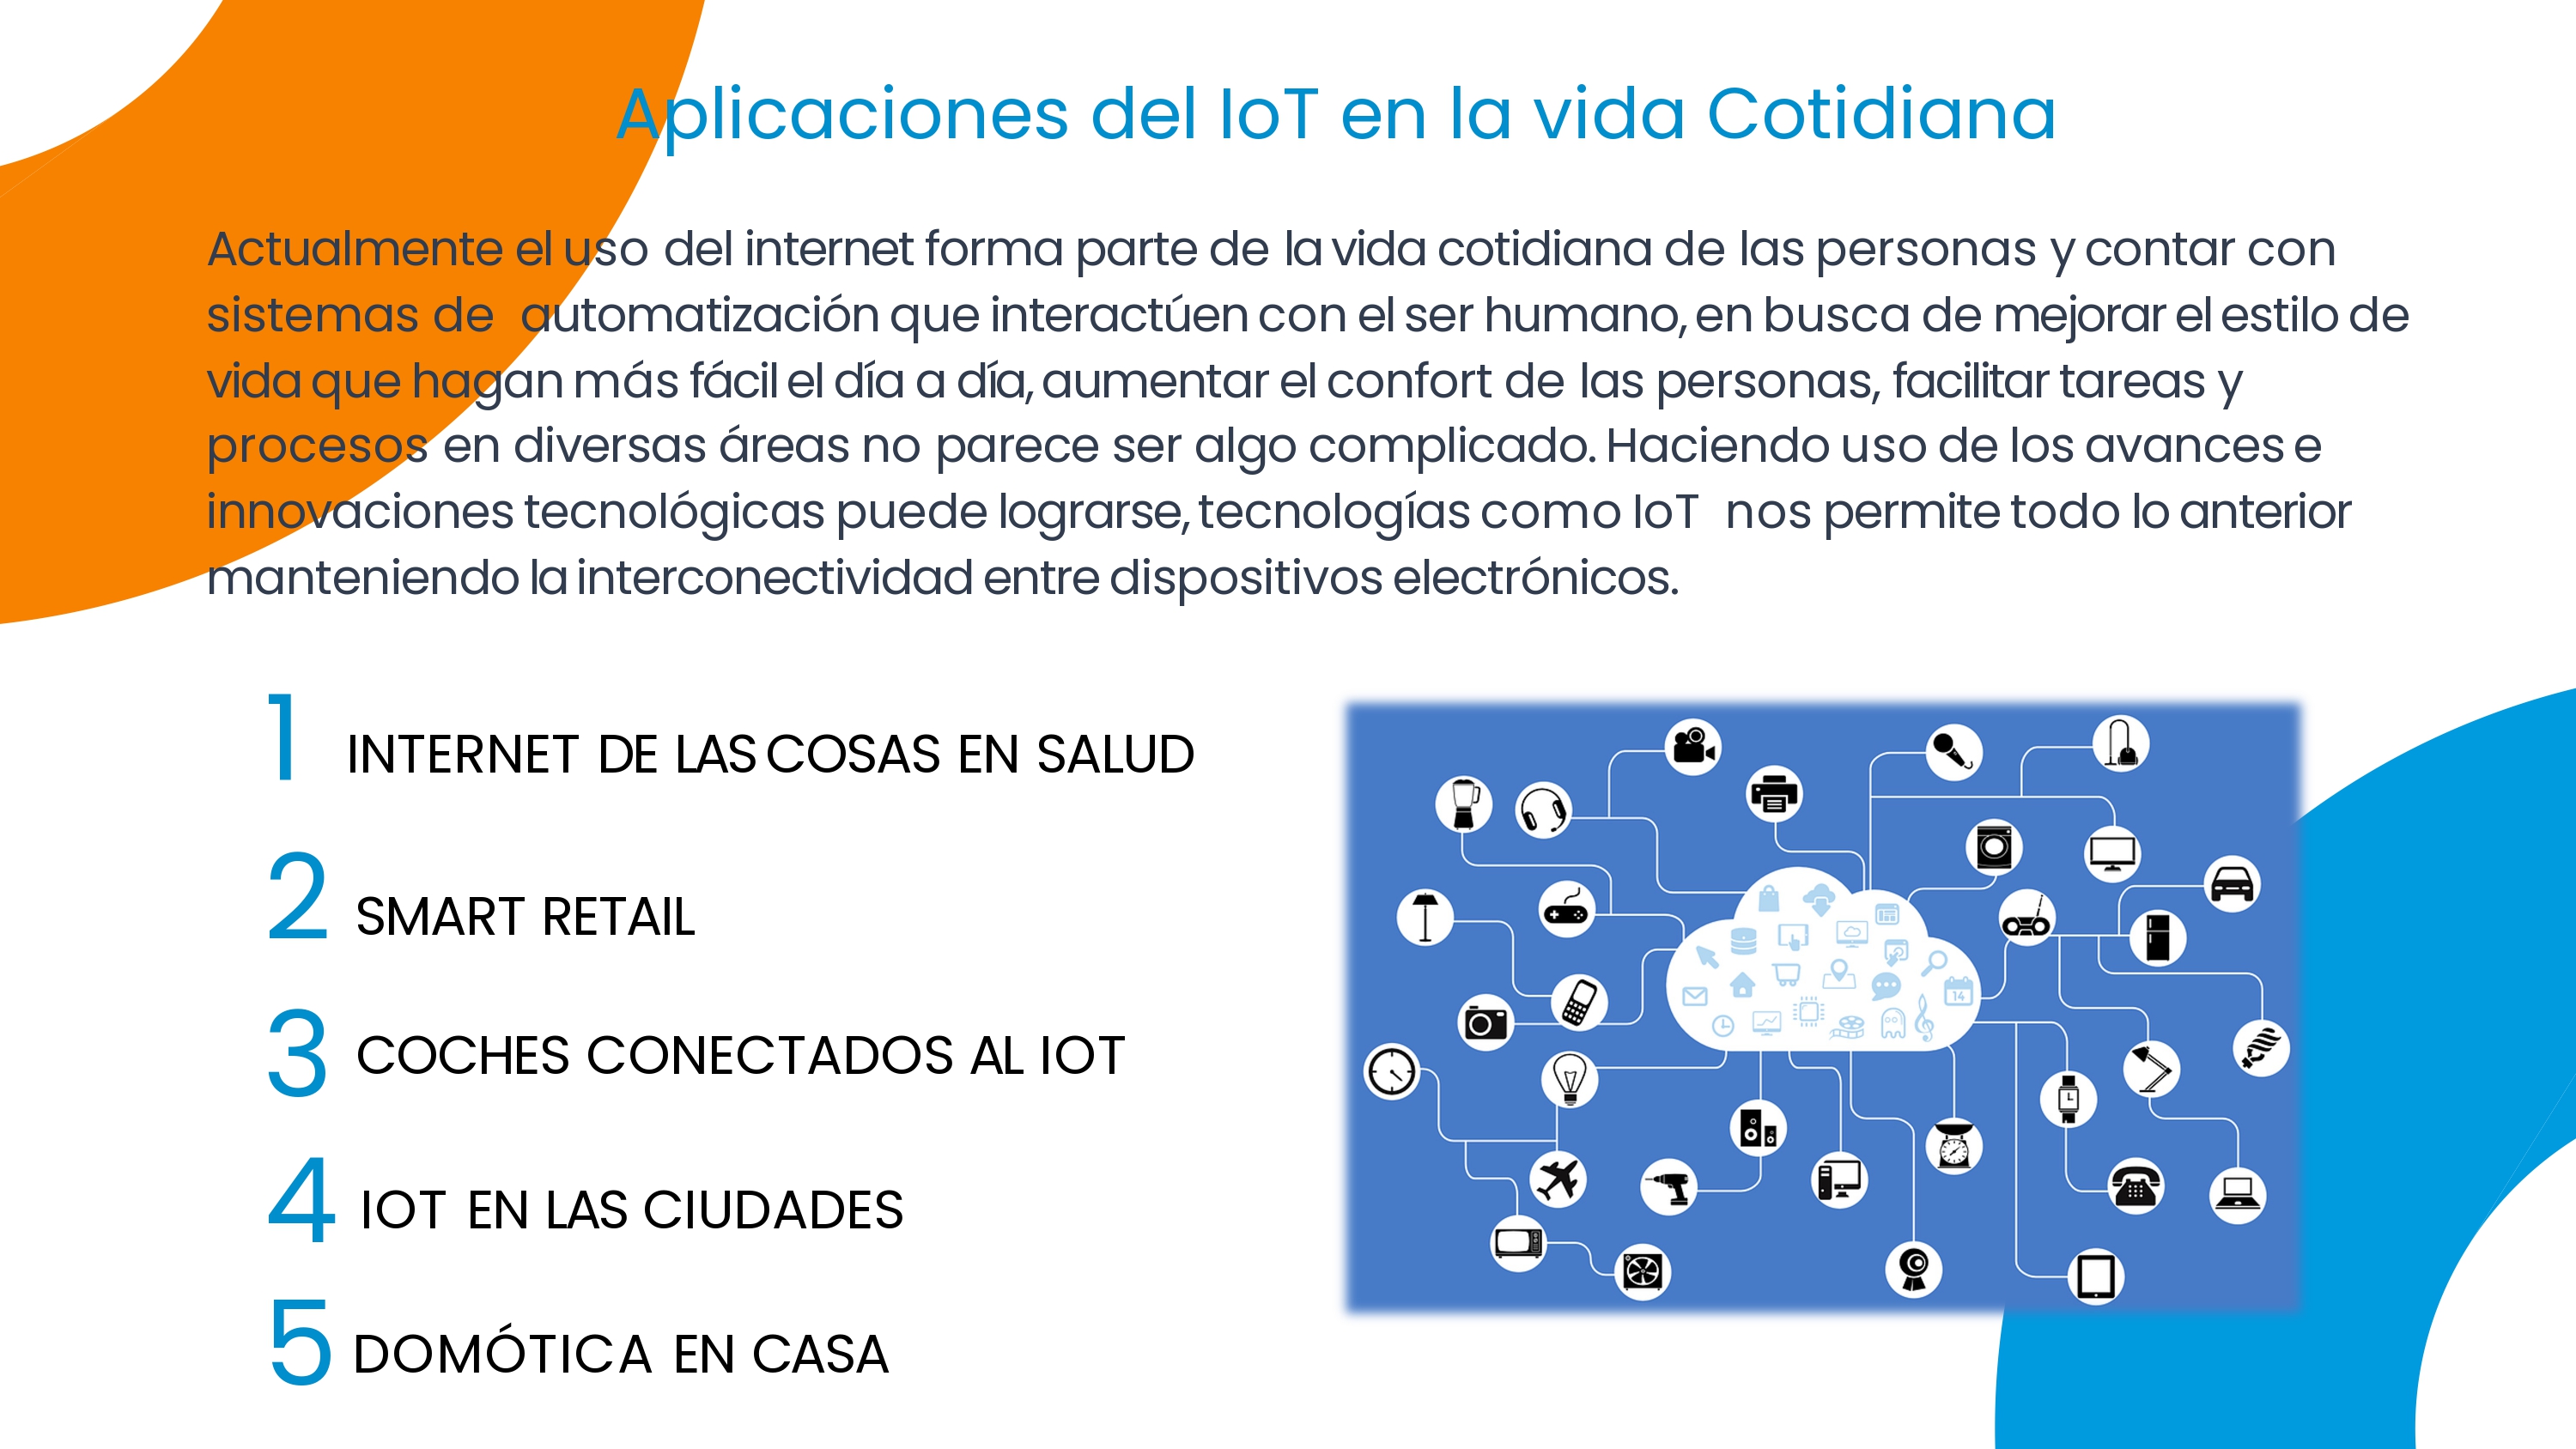 Aplicaciones del IoT en la vida Cotidiana
Actualmente el uso del internet forma parte de la vida cotidiana de las personas y contar con
sistemas de automatización que interactúen con el ser humano, en busca de mejorar el estilo de
vida que hagan más fácil el día a día, aumentar el confort de las personas, facilitar tareas y
procesos en diversas áreas no parece ser algo complicado. Haciendo uso de los avances e
innovaciones tecnológicas puede lograrse, tecnologías como IoT nos permite todo lo anterior
manteniendo la interconectividad entre dispositivos electrónicos.
1 INTERNET DE LAS COSAS EN SALUD
2 SMART RETAIL
3 COCHES CONECTADOS AL IOT
4 IOT EN LAS CIUDADES
5 DOMÓTICA EN CASA
14